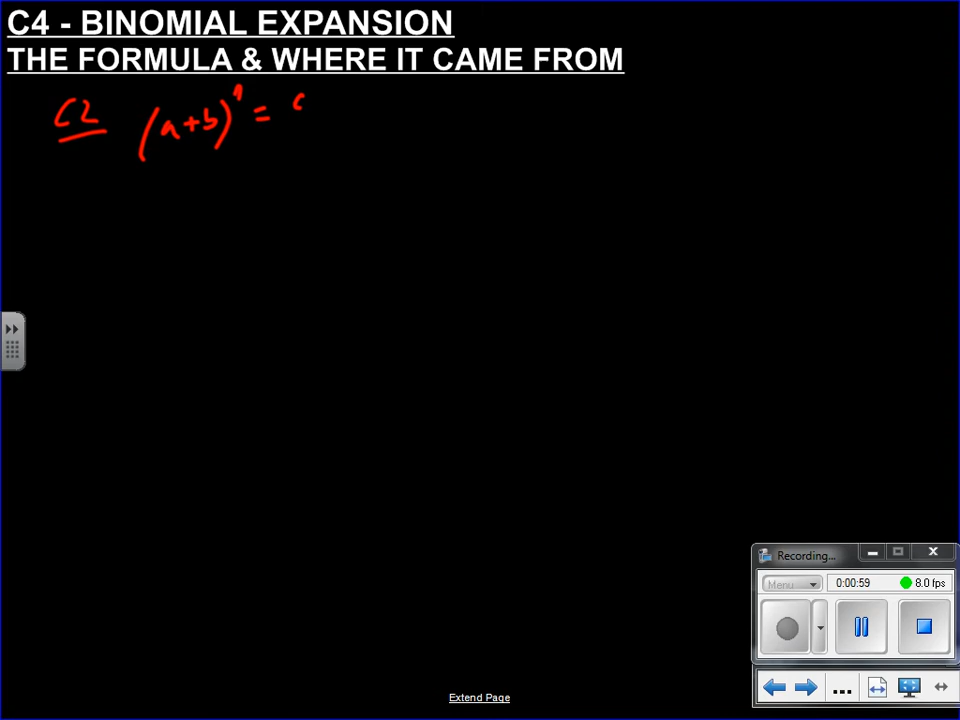 C4 - BINOMIAL EXPANSION
THE FORMULA & WHERE IT CAME FROM
C2 (a+b)ⁿ =
Recording...
Menu 0:00:59 8.0 fps
...
Extend Page